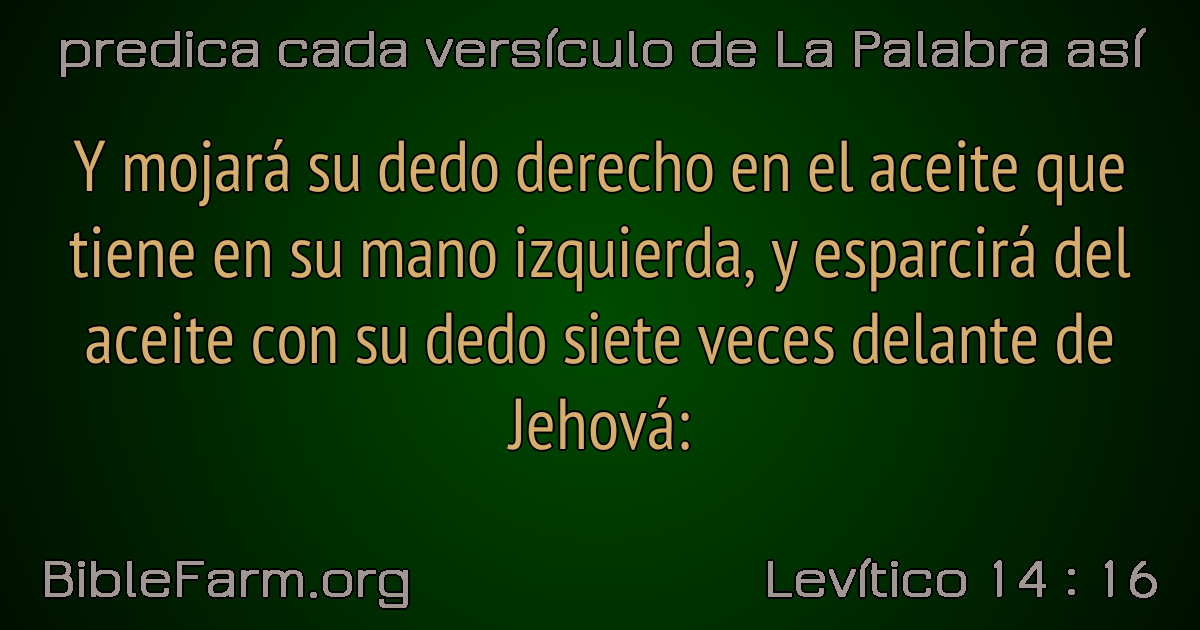 predica cada versículo de La Palabra así
Y mojará su dedo derecho en el aceite que
tiene en su mano izquierda, y esparcirá del
aceite con su dedo siete veces delante de
Jehová:
BibleFarm.org
Levítico 14 : 16